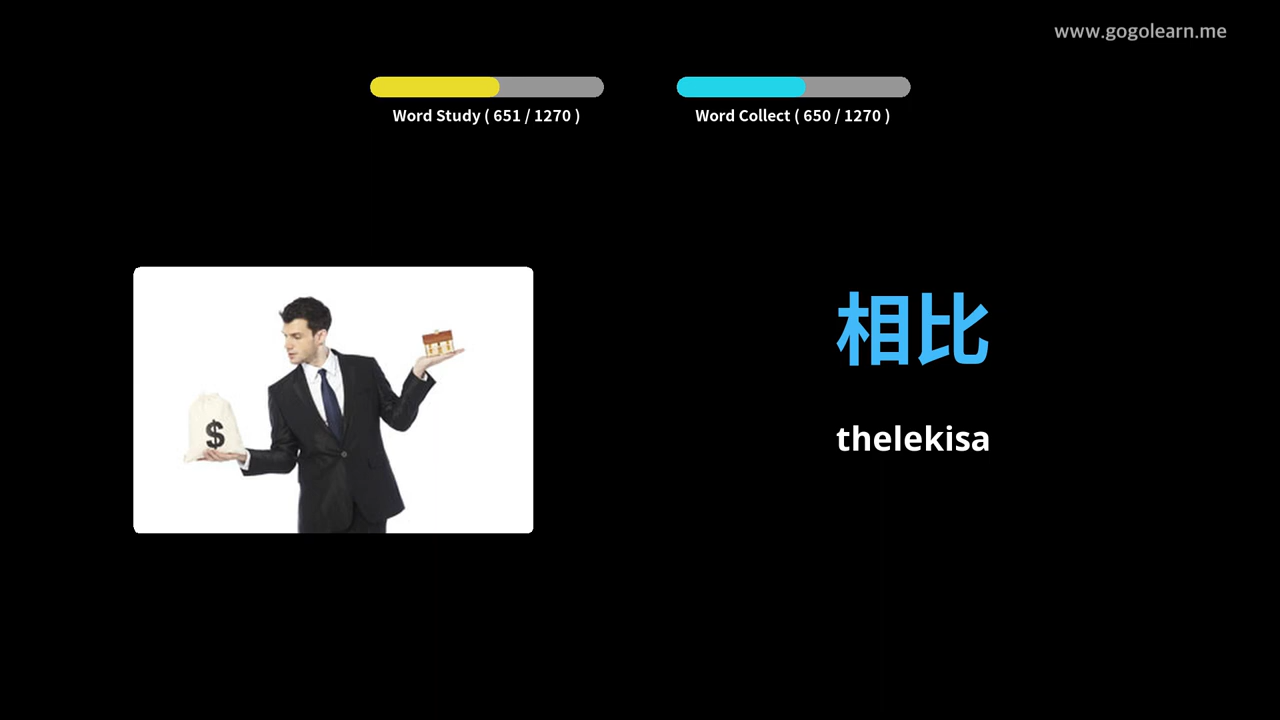 www.gogolearn.me
Word Study ( 651 / 1270 )
Word Collect ( 650 / 1270 )
$
相比
thelekisa